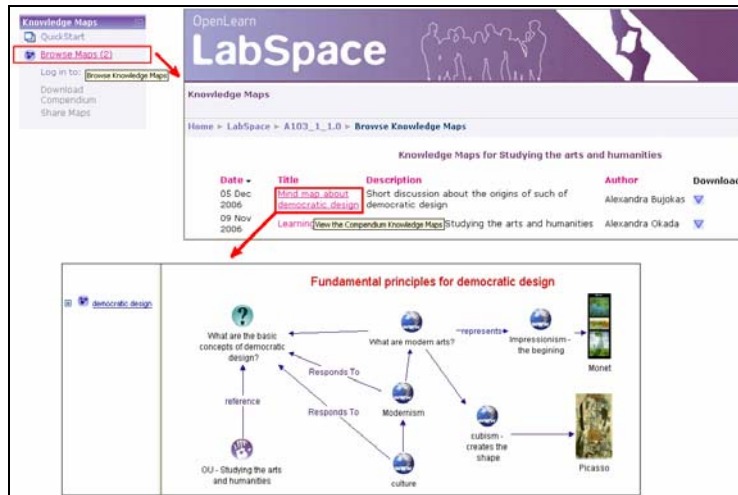 Knowledge Maps
QuickStart
Browse Maps (2)
Log in to:
Browse Knowledge Maps
Download
Compendium
Share Maps
OpenLearn
LabSpace
Knowledge Maps
Home ► LabSpace ► A103_1_1.0 ► Browse Knowledge Maps
Knowledge Maps for Studying the arts and humanities
Date Title Description Author Download
05 Dec 2006 Mind map about democratic design Short discussion about the origins of such of democratic design Alexandra Bujokas
09 Nov 2006 Learning View the Compendium Knowledge Maps Studying the arts and humanities Alexandra Okada
democratic design
Fundamental principles for democratic design
What are the basic
concepts of democratic
design?
What are modern arts?
represents
Impressionism -
the begining
Monet
Responds To
reference
Responds To
Modernism
cubism -
creates the
shape
Picasso
OU - Studying the arts
and humanities
culture